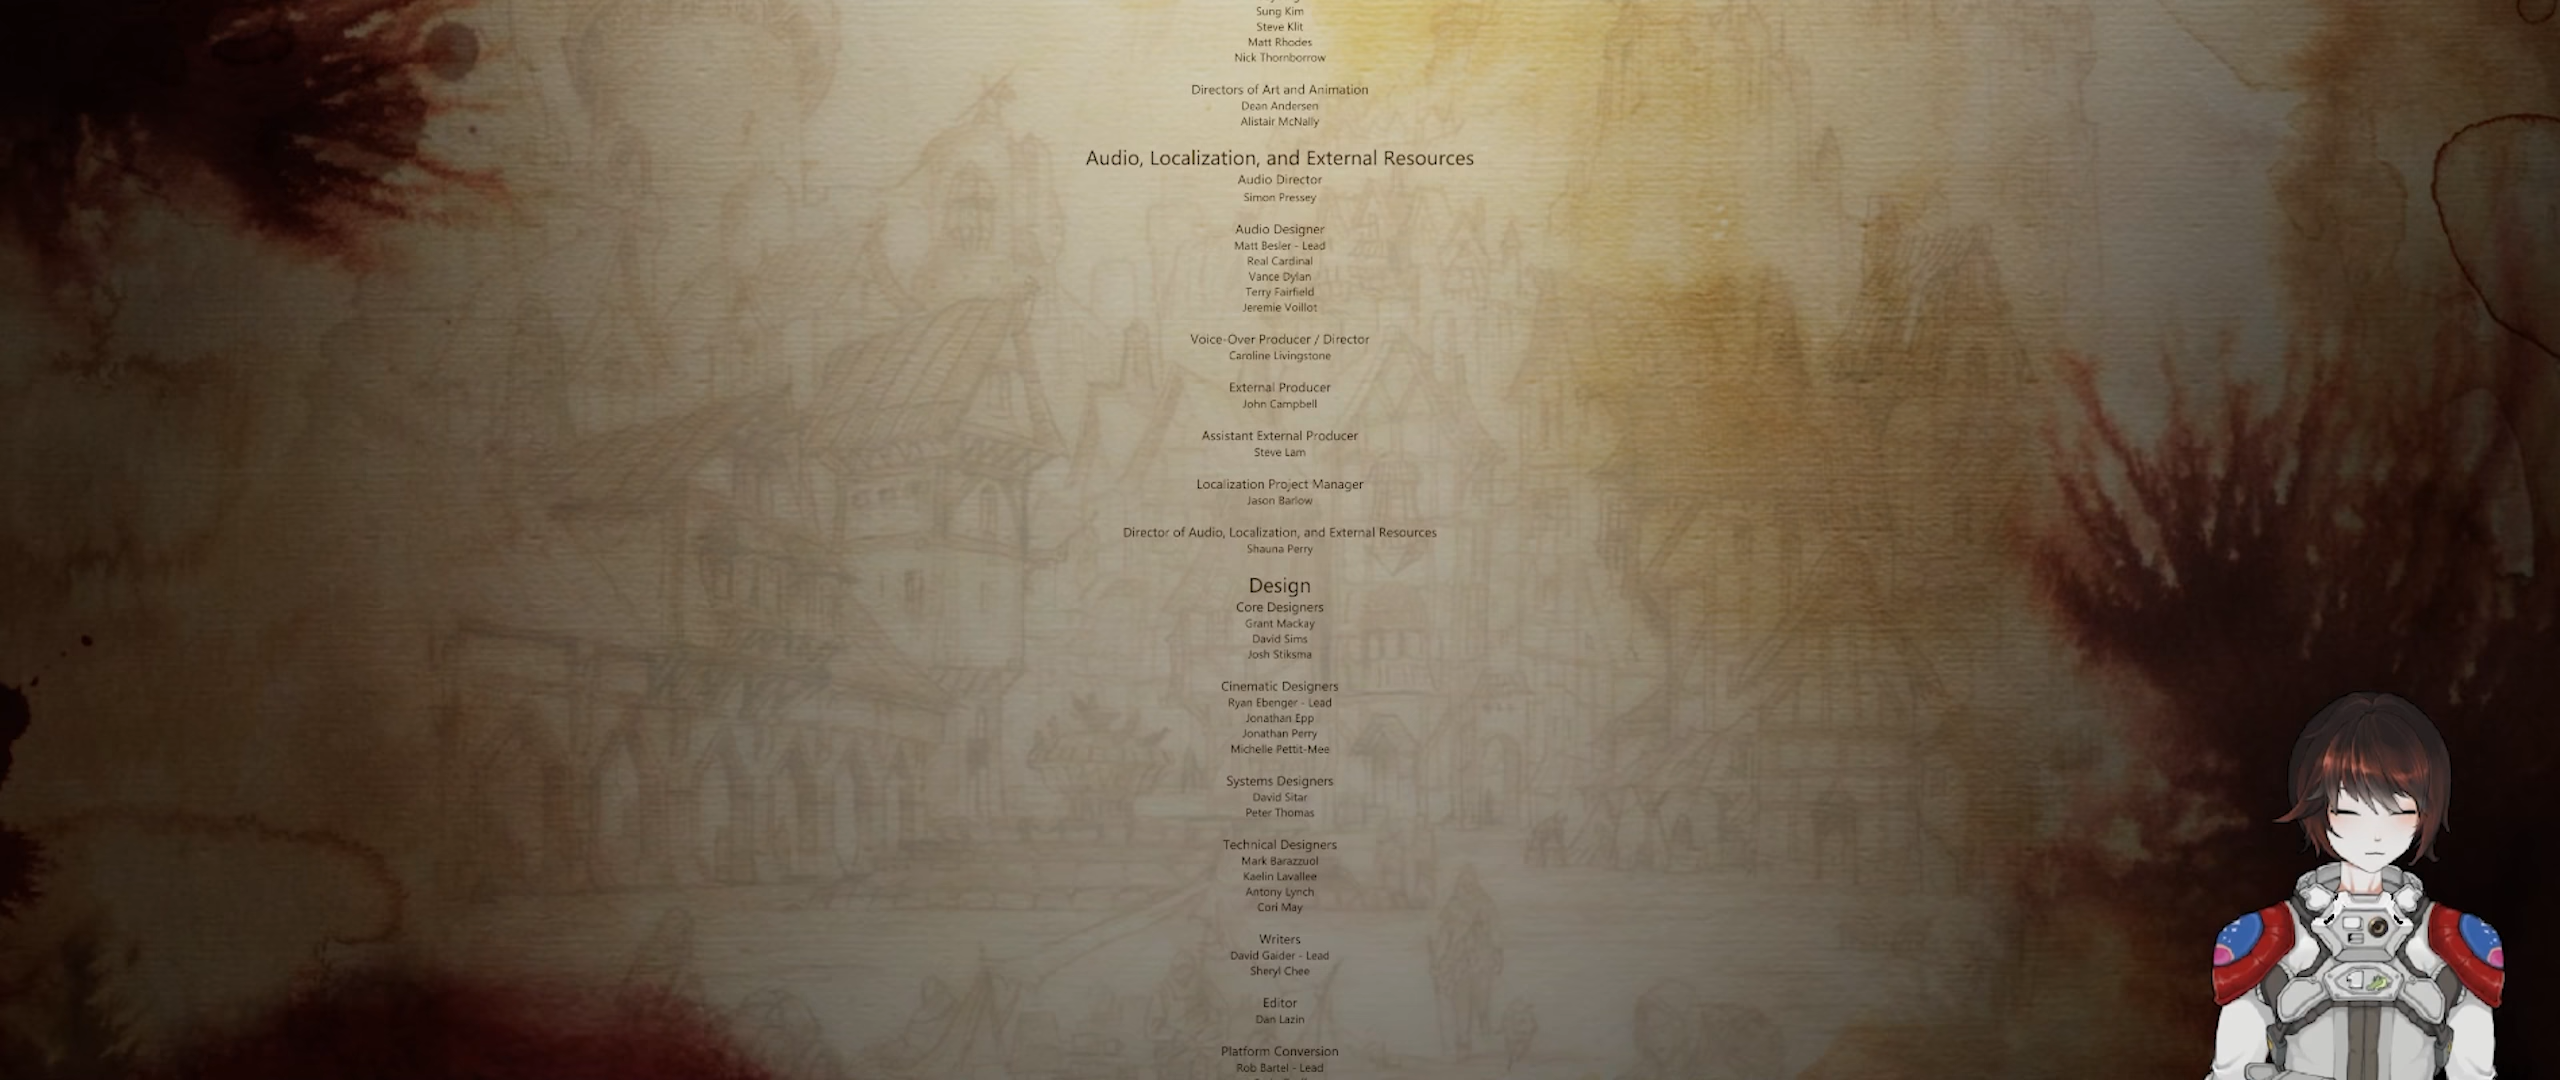 Sung Kim
Steve Klit
Matt Rhodes
Nick Thornborrow
Directors of Art and Animation
Dean Andersen
Alistair McNally
Audio, Localization, and External Resources
Audio Director
Simon Pressey
Audio Designer
Matt Besler - Lead
Real Cardinal
Vance Dylan
Terry Fairfield
Jeremie Voillot
Voice-Over Producer / Director
Caroline Livingstone
External Producer
John Campbell
Assistant External Producer
Steve Lam
Localization Project Manager
Jason Barlow
Director of Audio, Localization, and External Resources
Shauna Perry
Design
Core Designers
Grant Mackay
David Sims
Josh Stiksma
Cinematic Designers
Ryan Ebenger - Lead
Jonathan Epp
Jonathan Perry
Michelle Pettit-Mee
Systems Designers
David Sitar
Peter Thomas
Technical Designers
Mark Barazzuol
Kaelin Lavallee
Antony Lynch
Cori May
Writers
David Gaider - Lead
Sheryl Chee
Editor
Dan Lazin
Platform Conversion
Rob Bartel - Lead